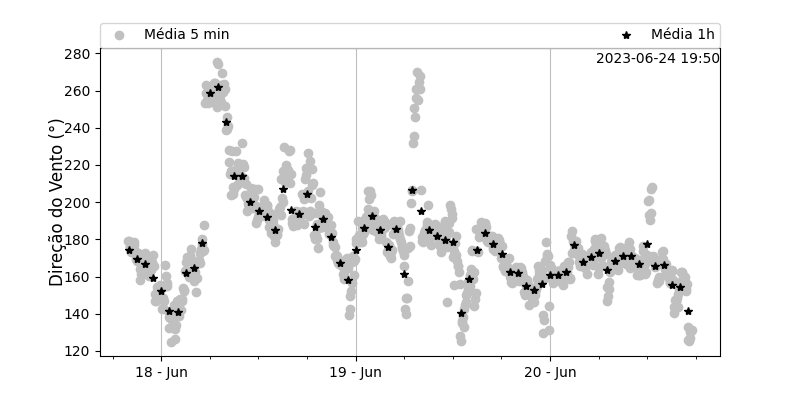 Média 5 min
Média 1h
2023-06-24 19:50
Direção do Vento (°)
280
260
240
220
200
180
160
140
120
18 - Jun
19 - Jun
20 - Jun